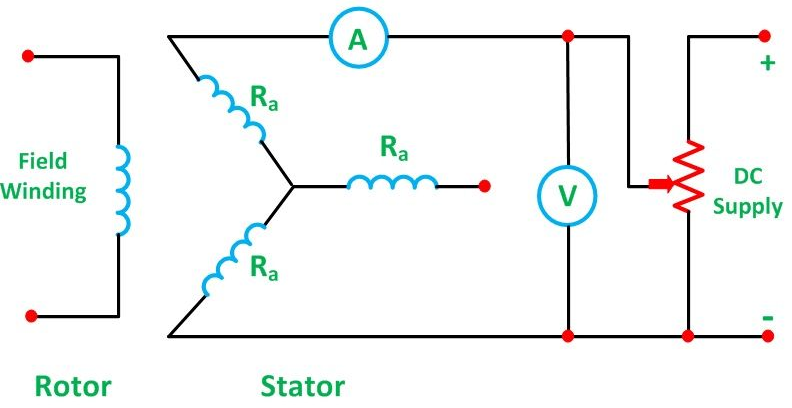 A
+
Rₐ
Rₐ
Field
Winding
V
DC
Supply
Rₐ
-
Rotor
Stator